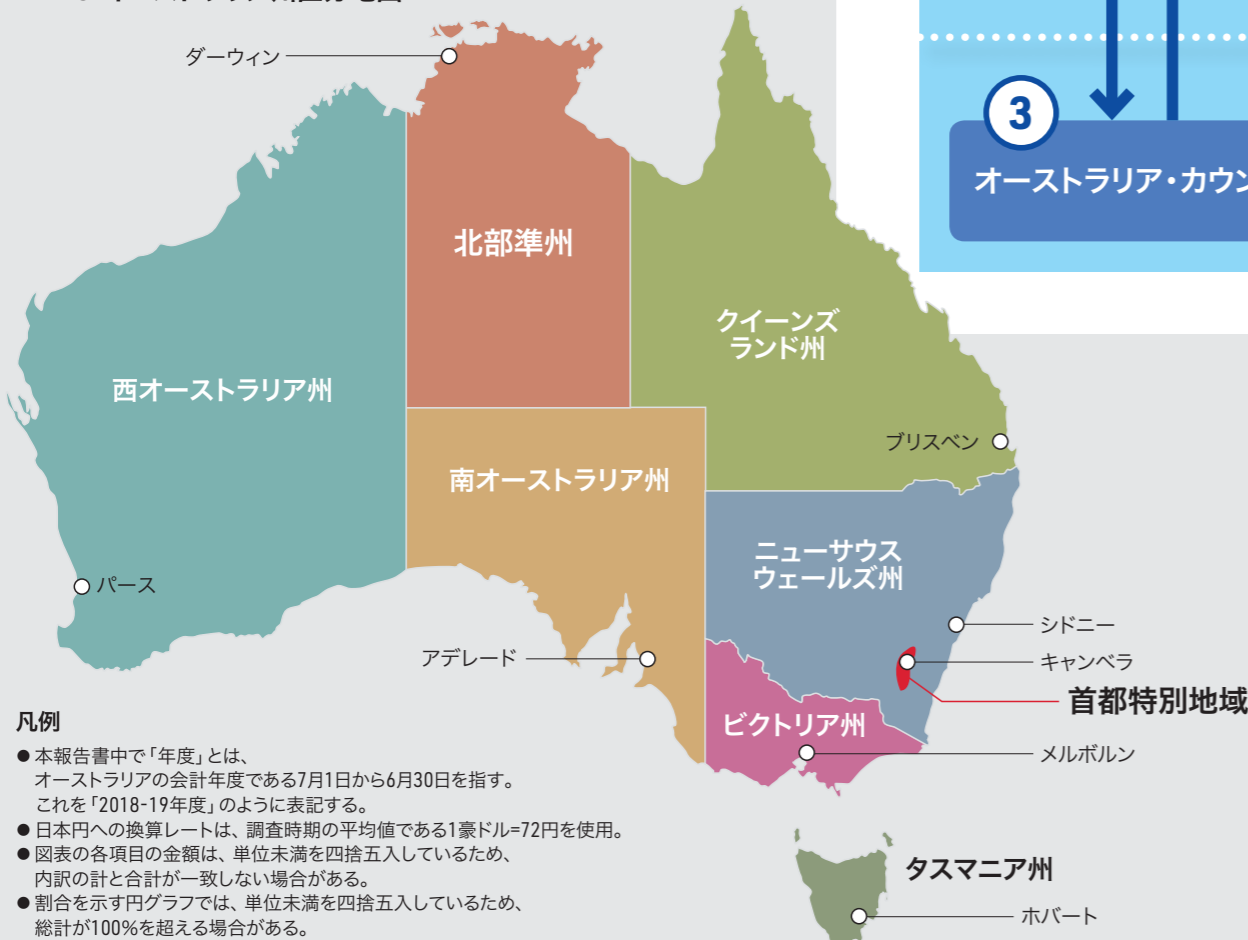 ダーウィン
3
オーストラリア・カウン
北部準州
クイーンズ
ランド州
西オーストラリア州
ブリスベン
南オーストラリア州
ニューサウス
ウェールズ州
パース
シドニー
アデレード
キャンベラ
首都特別地域
ビクトリア州
メルボルン
凡例
● 本報告書中で「年度」とは、
オーストラリアの会計年度である7月1日から6月30日を指す。
これを「2018-19年度」のように表記する。
● 日本円への換算レートは、調査時期の平均値である1豪ドル=72円を使用。
● 図表の各項目の金額は、単位未満を四捨五入しているため、
内訳の計と合計が一致しない場合がある。
● 割合を示す円グラフでは、単位未満を四捨五入しているため、
総計が100%を超える場合がある。
タスマニア州
ホバート